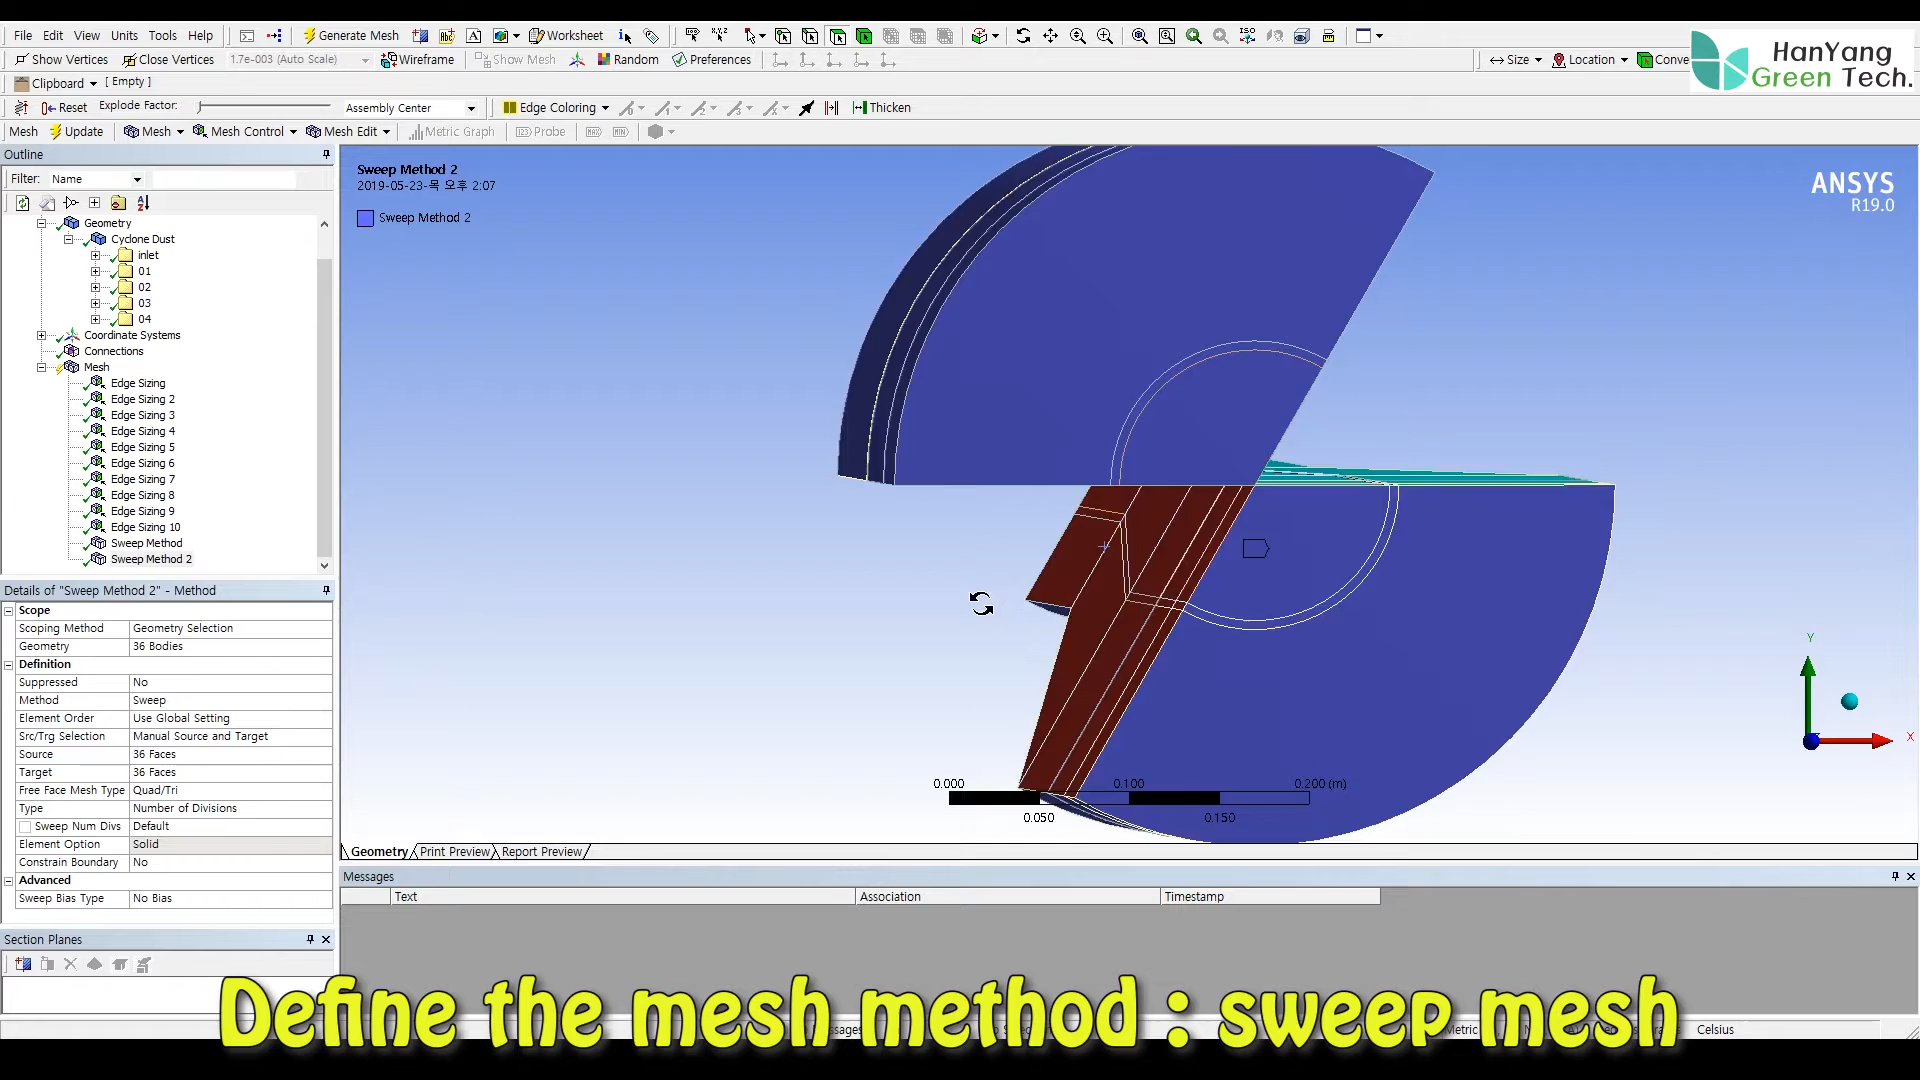 File Edit View Units Tools Help Generate Mesh A Worksheet
HanYang
Green Tech.
Show Vertices Close Vertices 1.7e-003 (Auto Scale) Wireframe Show Mesh Random Preferences Size Location Conve
Clipboard [ Empty ]
Reset Explode Factor: Assembly Center Edge Coloring Thicken
Mesh Update Mesh Mesh Control Mesh Edit Metric Graph Probe
Outline
Filter: Name
Geometry
Cyclone Dust
inlet
01
02
03
04
Coordinate Systems
Connections
Mesh
Edge Sizing
Edge Sizing 2
Edge Sizing 3
Edge Sizing 4
Edge Sizing 5
Edge Sizing 6
Edge Sizing 7
Edge Sizing 8
Edge Sizing 9
Edge Sizing 10
Sweep Method
Sweep Method 2
Details of "Sweep Method 2" - Method
Scope
Scoping Method Geometry Selection
Geometry 36 Bodies
Definition
Suppressed No
Method Sweep
Element Order Use Global Setting
Src/Trg Selection Manual Source and Target
Source 36 Faces
Target 36 Faces
Free Face Mesh Type Quad/Tri
Type Number of Divisions
Sweep Num Divs Default
Element Option Solid
Constrain Boundary No
Advanced
Sweep Bias Type No Bias
Section Planes
Sweep Method 2
2019-05-23-목 오후 2:07
Sweep Method 2
ANSYS
R19.0
Y
X
0.000 0.100 0.200 (m)
0.050 0.150
Geometry Print Preview Report Preview
Messages
Text Association Timestamp
Define the mesh method : sweep mesh
Celsius